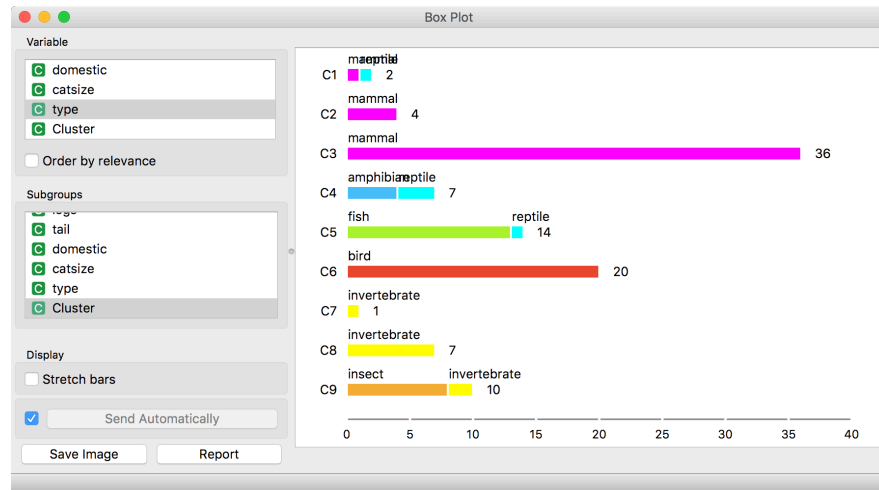 Box Plot
Variable
C domestic
C catsize
C type
C Cluster
Order by relevance
Subgroups
C tail
C domestic
C catsize
C type
C Cluster
Display
Stretch bars
Send Automatically
Save Image Report
mammal reptile
C1 2
mammal
C2 4
mammal
C3 36
amphibian reptile
C4 7
fish reptile
C5 14
bird
C6 20
invertebrate
C7 1
invertebrate
C8 7
insect invertebrate
C9 10
0 5 10 15 20 25 30 35 40